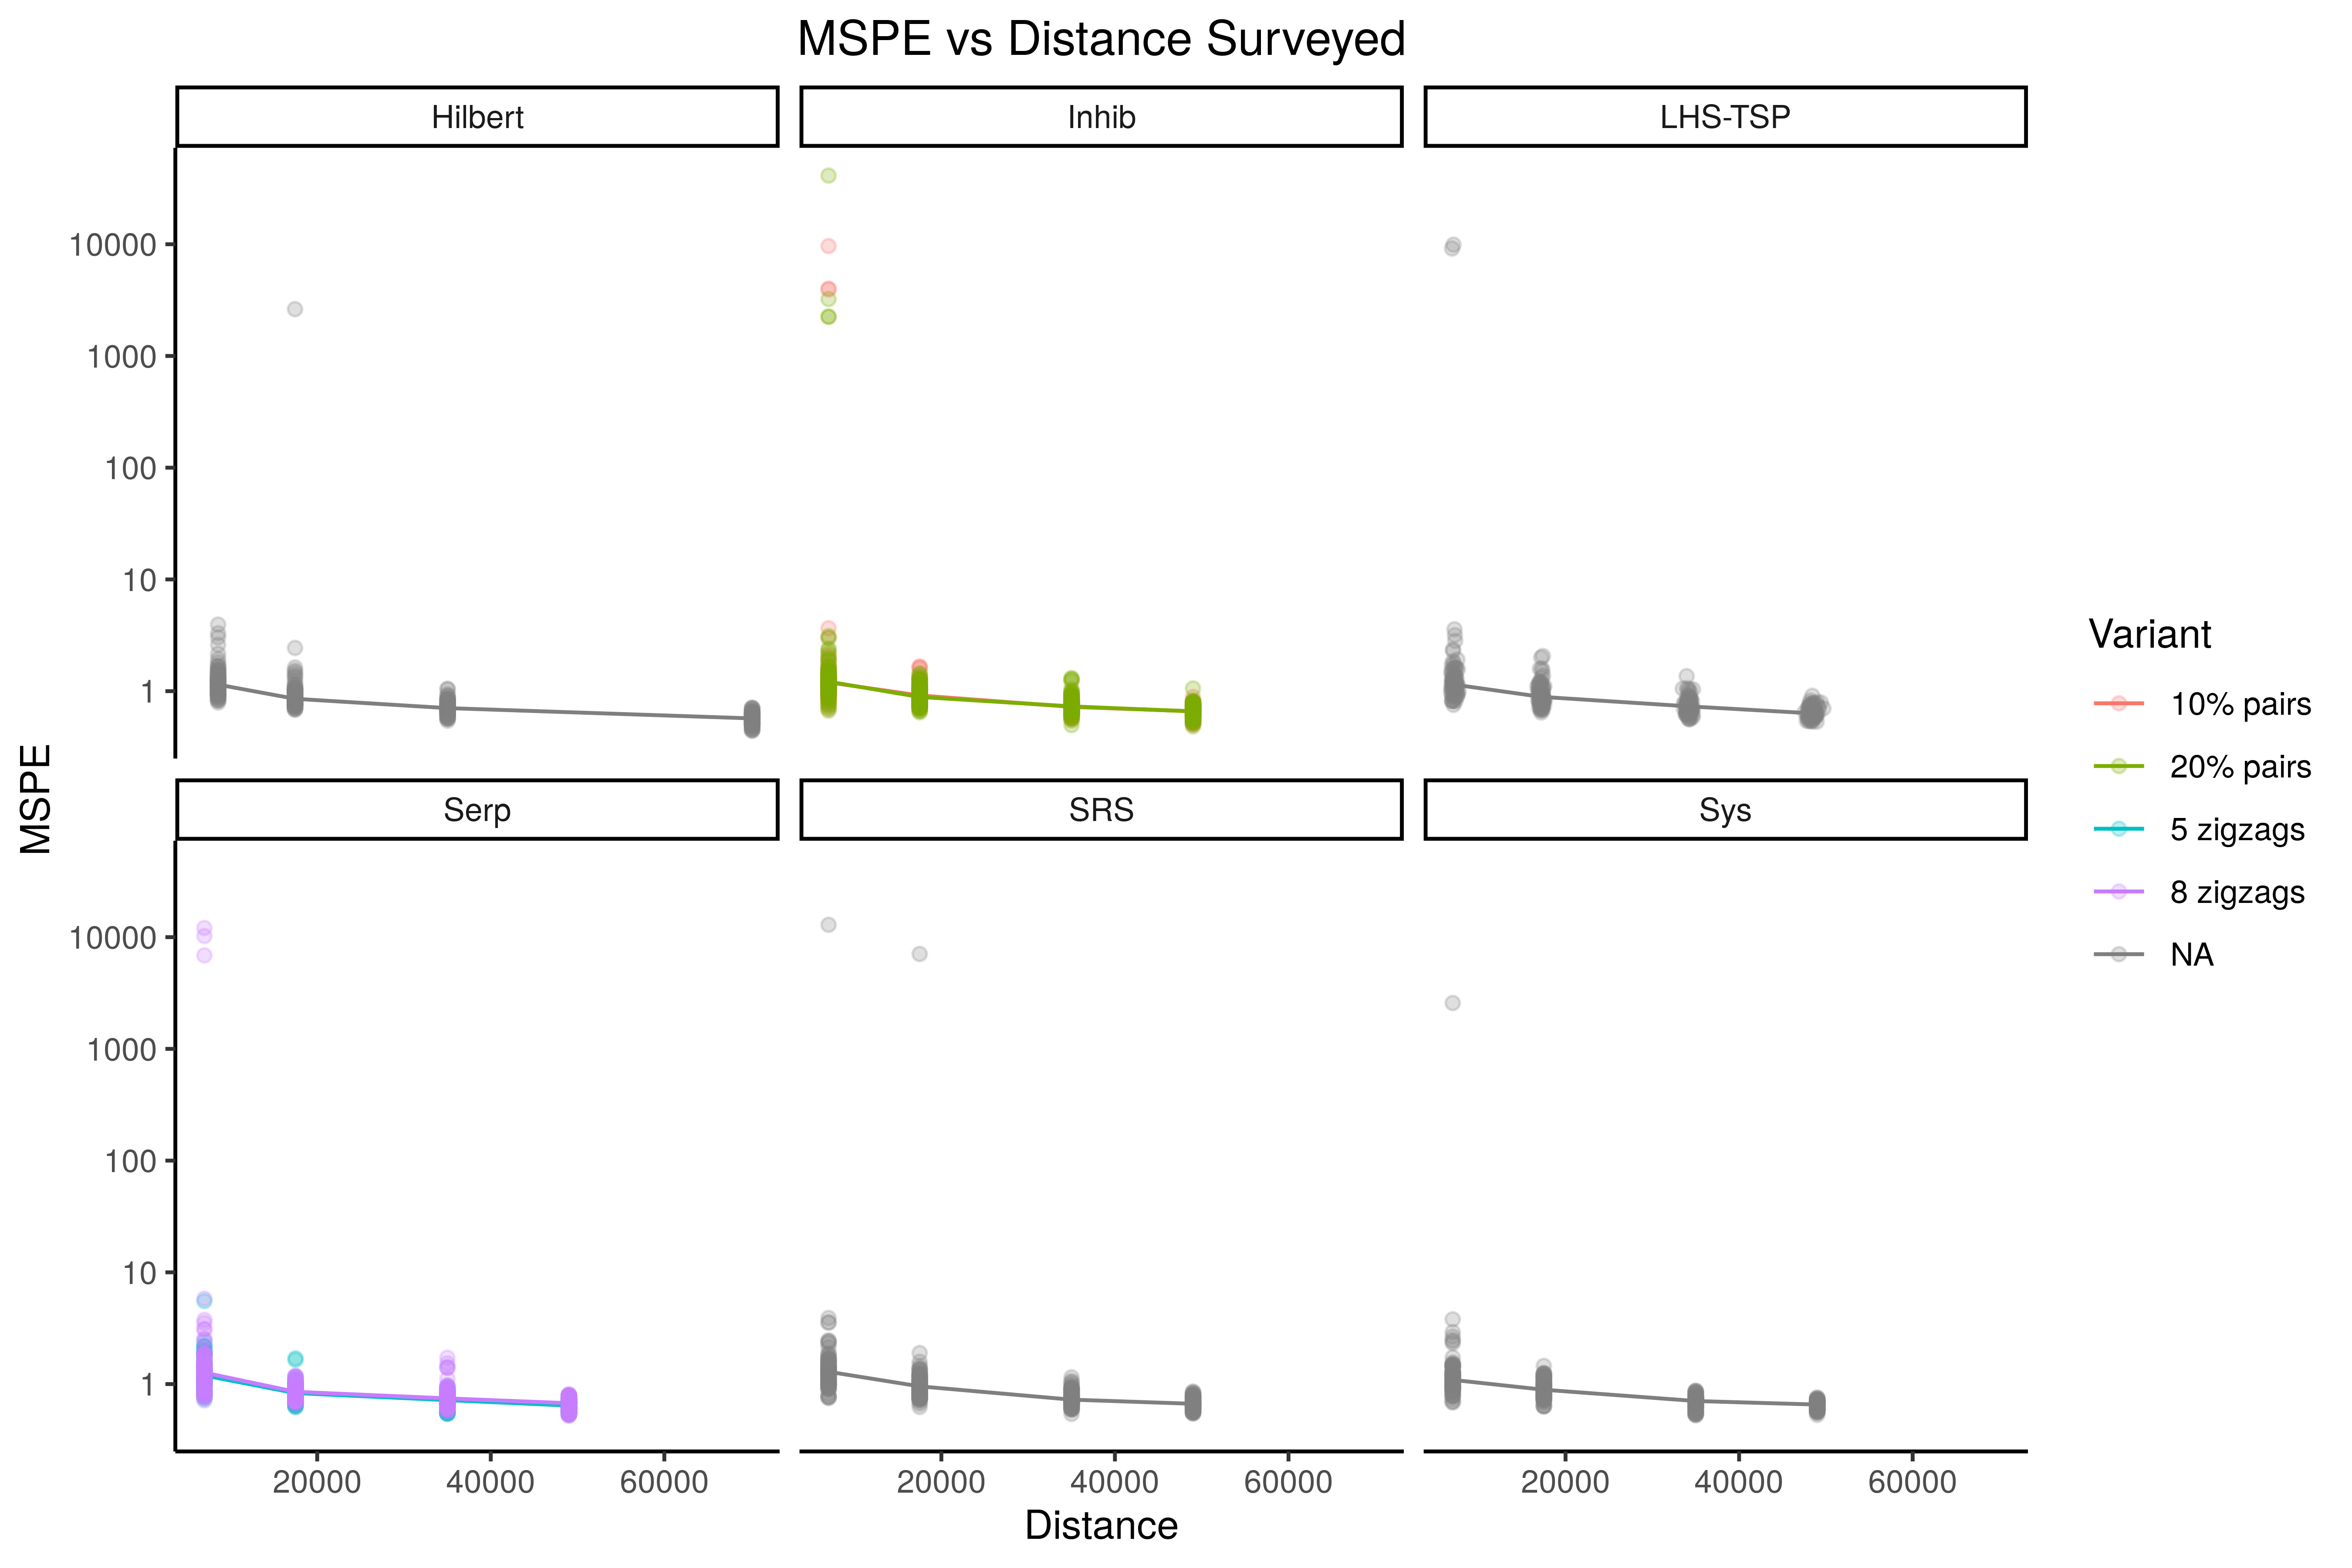 MSPE vs Distance Surveyed
Hilbert
Inhib
LHS-TSP
10000
1000
100
10
1
MSPE
Serp
SRS
Sys
10000
1000
100
10
1
20000 40000 60000
20000 40000 60000
20000 40000 60000
Distance
Variant
10% pairs
20% pairs
5 zigzags
8 zigzags
NA